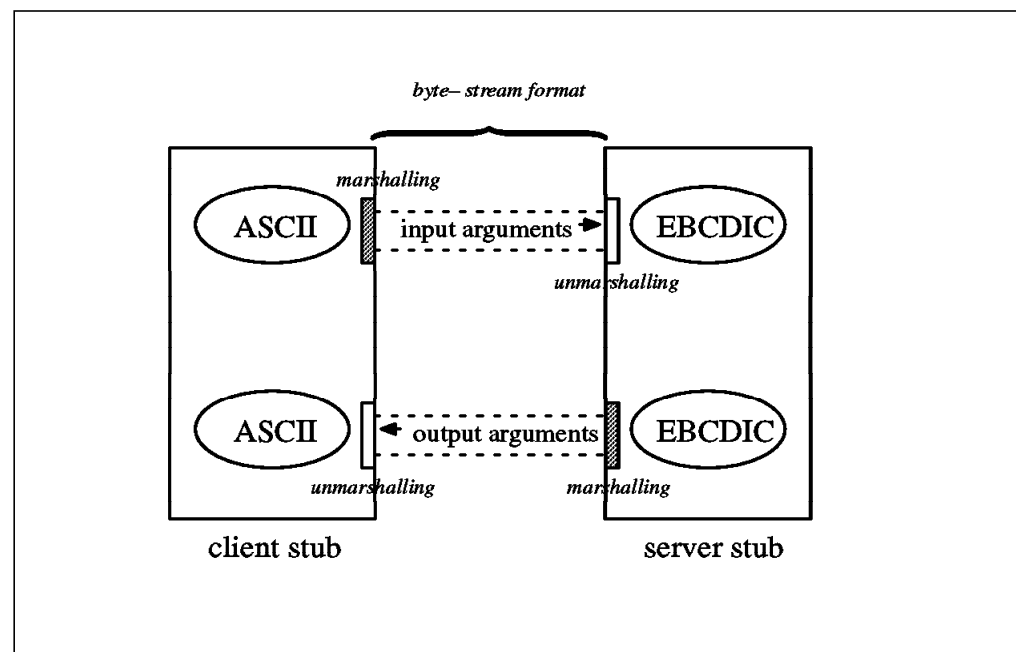 byte– stream format
marshalling
ASCII
input arguments
EBCDIC
unmarshalling
ASCII
output arguments
EBCDIC
unmarshalling
marshalling
client stub
server stub